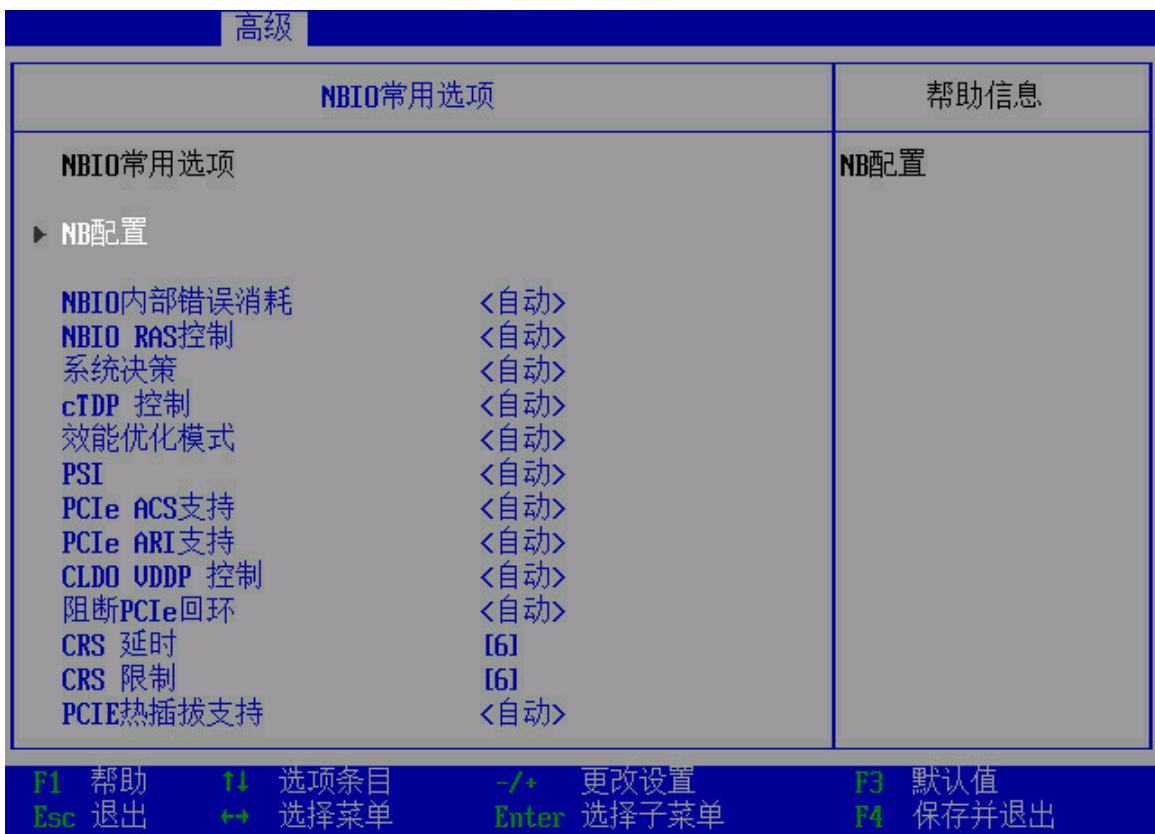 高级
NBIO常用选项 帮助信息
NBIO常用选项 NB配置
NB配置
NBIO内部错误消耗 <自动>
NBIO RAS控制 <自动>
系统决策 <自动>
cTDP 控制 <自动>
效能优化模式 <自动>
PSI <自动>
PCIe ACS支持 <自动>
PCIe ARI支持 <自动>
CLDO VDDP 控制 <自动>
阻断PCIe回环 <自动>
CRS 延时 [6]
CRS 限制 [6]
PCIE热插拔支持 <自动>
F1 帮助 ↑↓ 选项条目 -/+ 更改设置 F3 默认值
Esc 退出 ←→ 选择菜单 Enter 选择子菜单 F4 保存并退出